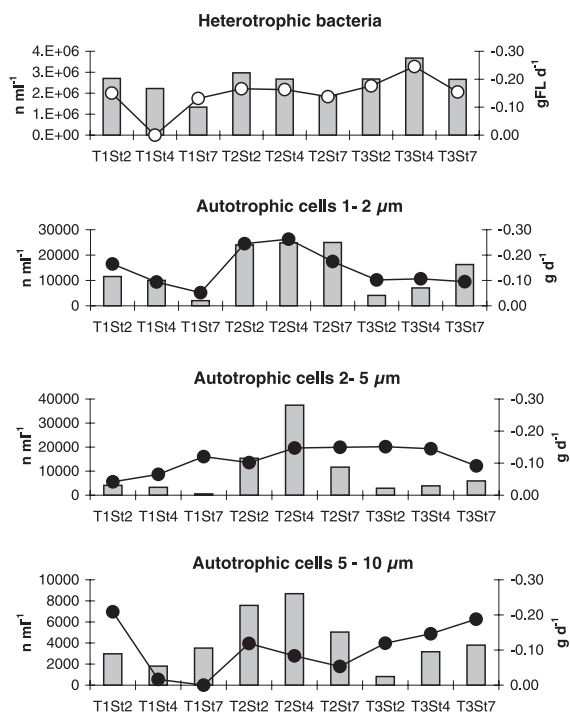 Heterotrophic bacteria
4.E+06
3.E+06
2.E+06
1.E+06
0.E+00
n ml-1
-0.30
-0.20
-0.10
0.00
gFL d-1
T1St2 T1St4 T1St7 T2St2 T2St4 T2St7 T3St2 T3St4 T3St7
Autotrophic cells 1- 2 µm
30000
20000
10000
0
n ml-1
-0.30
-0.20
-0.10
0.00
g d-1
T1St2 T1St4 T1St7 T2St2 T2St4 T2St7 T3St2 T3St4 T3St7
Autotrophic cells 2- 5 µm
40000
30000
20000
10000
0
n ml-1
-0.30
-0.20
-0.10
0.00
g d-1
T1St2 T1St4 T1St7 T2St2 T2St4 T2St7 T3St2 T3St4 T3St7
Autotrophic cells 5 - 10 µm
10000
8000
6000
4000
2000
0
n ml-1
-0.30
-0.20
-0.10
0.00
g d-1
T1St2 T1St4 T1St7 T2St2 T2St4 T2St7 T3St2 T3St4 T3St7